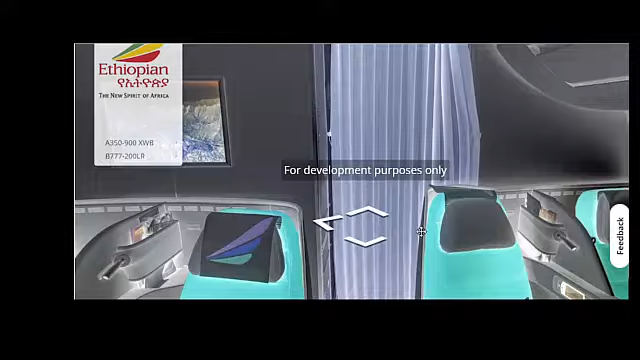 Ethiopian
የኢትዮጵያ
THE NEW SPIRIT OF AFRICA
A350-900 XWB
B777-200LR
For development purposes only
Feedback